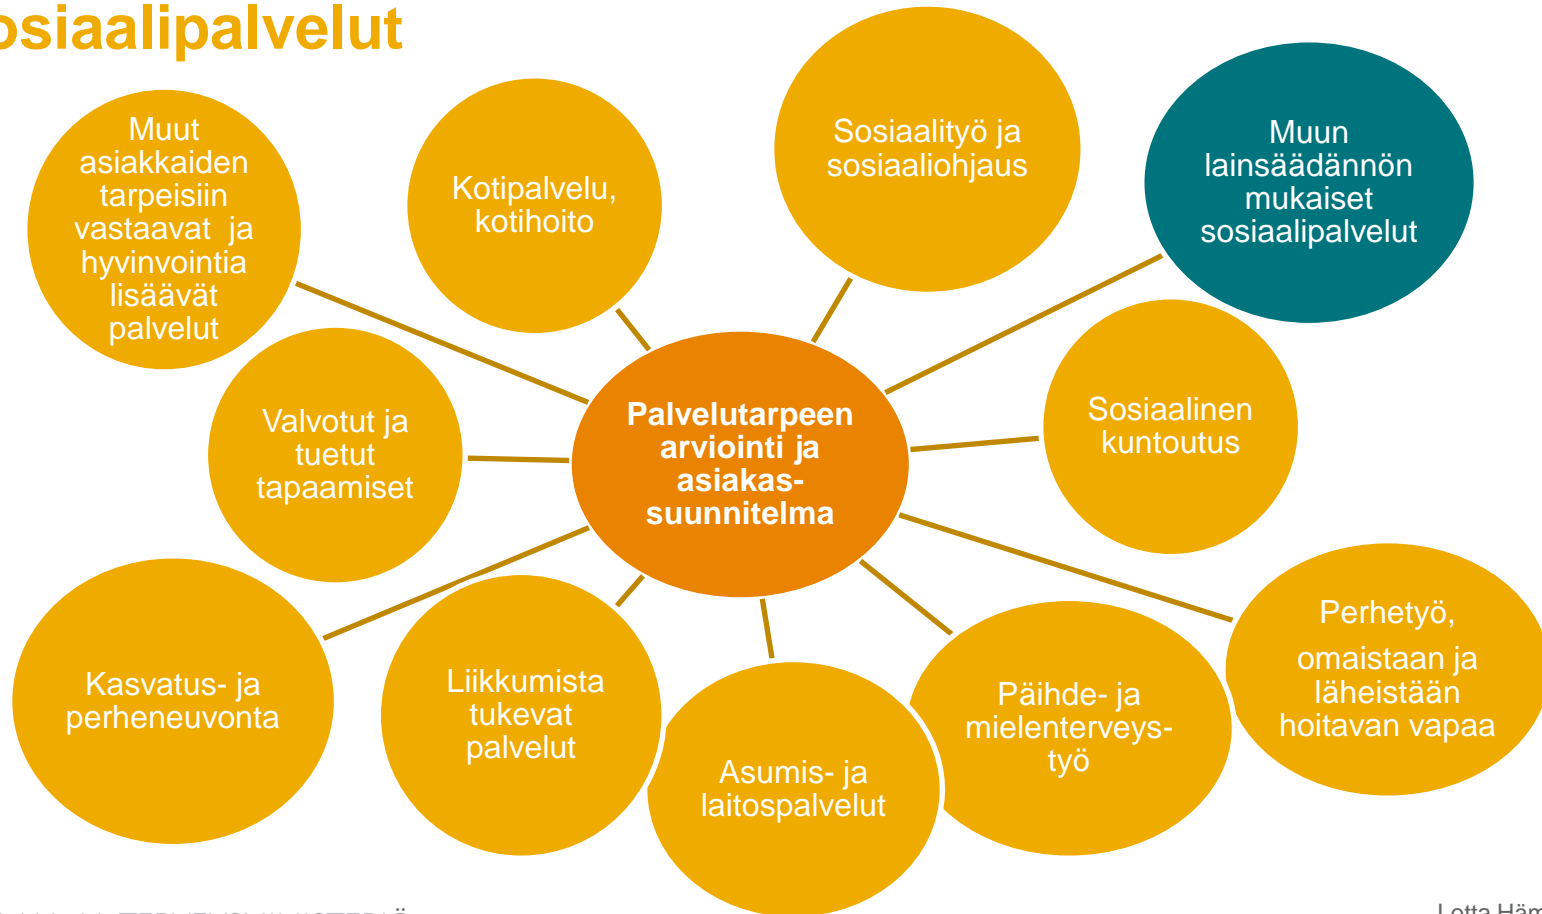 osiaalipalvelut
Muut
asiakkaiden
tarpeisiin
vastaavat ja
hyvinvointia
lisäävät
palvelut
Kotipalvelu,
kotihoito
Sosiaalityö ja
sosiaaliohjaus
Muun
lainsäädännön
mukaiset
sosiaalipalvelut
Valvotut ja
tuetut
tapaamiset
Palvelutarpeen
arviointi ja
asiakas-
suunnitelma
Sosiaalinen
kuntoutus
Kasvatus- ja
perheneuvonta
Liikkumista
tukevat
palvelut
Asumis- ja
laitospalvelut
Päihde- ja
mielenterveys-
työ
Perhetyö,
omaistaan ja
läheistään
hoitavan vapaa
Lotta Häm